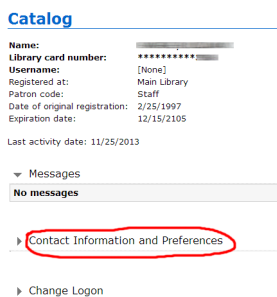 Catalog
Name:
Library card number: **********
Username: [None]
Registered at: Main Library
Patron code: Staff
Date of original registration: 2/25/1997
Expiration date: 12/15/2105
Last activity date: 11/25/2013
Messages
No messages
Contact Information and Preferences
Change Logon